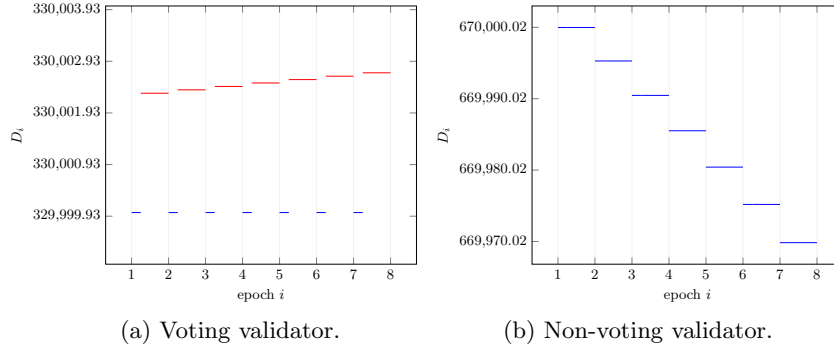 330,003.93
330,002.93
330,001.93
330,000.93
329,999.93
D_i
1 2 3 4 5 6 7 8
epoch i
(a) Voting validator.
670,000.02
669,990.02
669,980.02
669,970.02
D_i
1 2 3 4 5 6 7 8
epoch i
(b) Non-voting validator.